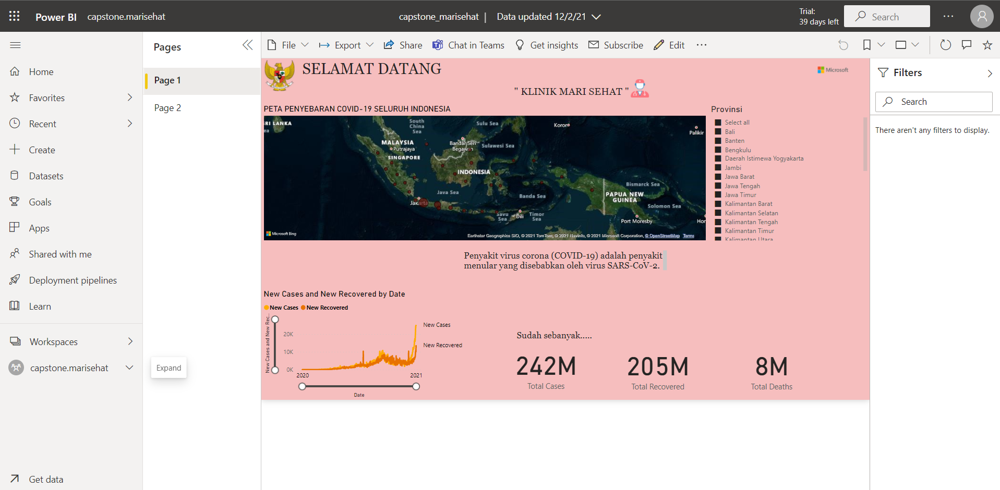 Power BI
capstone.marisehat
capstone_marisehat | Data updated 12/2/21
Trial:
39 days left
Search
Home
Favorites
Recent
Create
Datasets
Goals
Apps
Shared with me
Deployment pipelines
Learn
Workspaces
capstone.marisehat
Get data
Expand
Pages
Page 1
Page 2
File
Export
Share
Chat in Teams
Get insights
Subscribe
Edit
SELAMAT DATANG
Microsoft
" KLINIK MARI SEHAT "
PETA PENYEBARAN COVID-19 SELURUH INDONESIA
SRI LANKA
South
China
Sea
Sulu Sea
Koror
Palikir
MALAYSIA
Putrajaya
Bandar Seri
Begawan
Sulawesi Sea
SINGAPORE
INDONESIA
Java Sea
Banda Sea
Bismarck Sea
PAPUA NEW
GUINEA
Solomon Sea
Jakarta
Savu
Sea
Dili
Timor
Sea
Port Moresby
Hon
Microsoft Bing
Earthstar Geographics SIO, © 2021 TomTom, © 2021 NavInfo, © 2021 Microsoft Corporation, © OpenStreetMap Terms
Provinsi
Select all
Bali
Banten
Bengkulu
Daerah Istimewa Yogyakarta
Jambi
Jawa Barat
Jawa Tengah
Jawa Timur
Kalimantan Barat
Kalimantan Selatan
Kalimantan Tengah
Kalimantan Timur
Kalimantan Utara
Penyakit virus corona (COVID-19) adalah penyakit
menular yang disebabkan oleh virus SARS-CoV-2.
New Cases and New Recovered by Date
New Cases New Recovered
New Cases and New Rec...
20K
10K
0K
2020
2021
Date
New Cases
New Recovered
Sudah sebanyak.....
242M
Total Cases
205M
Total Recovered
8M
Total Deaths
Filters
Search
There aren't any filters to display.